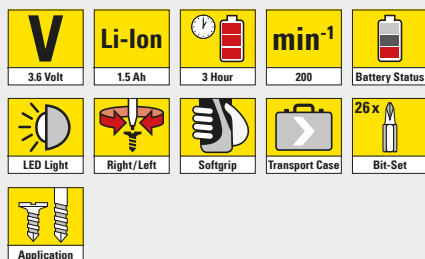 V
Li-Ion
min-1
3.6 Volt
1.5 Ah
3 Hour
200
Battery Status
26 x
LED Light
Right/Left
Softgrip
Transport Case
Bit-Set
Application